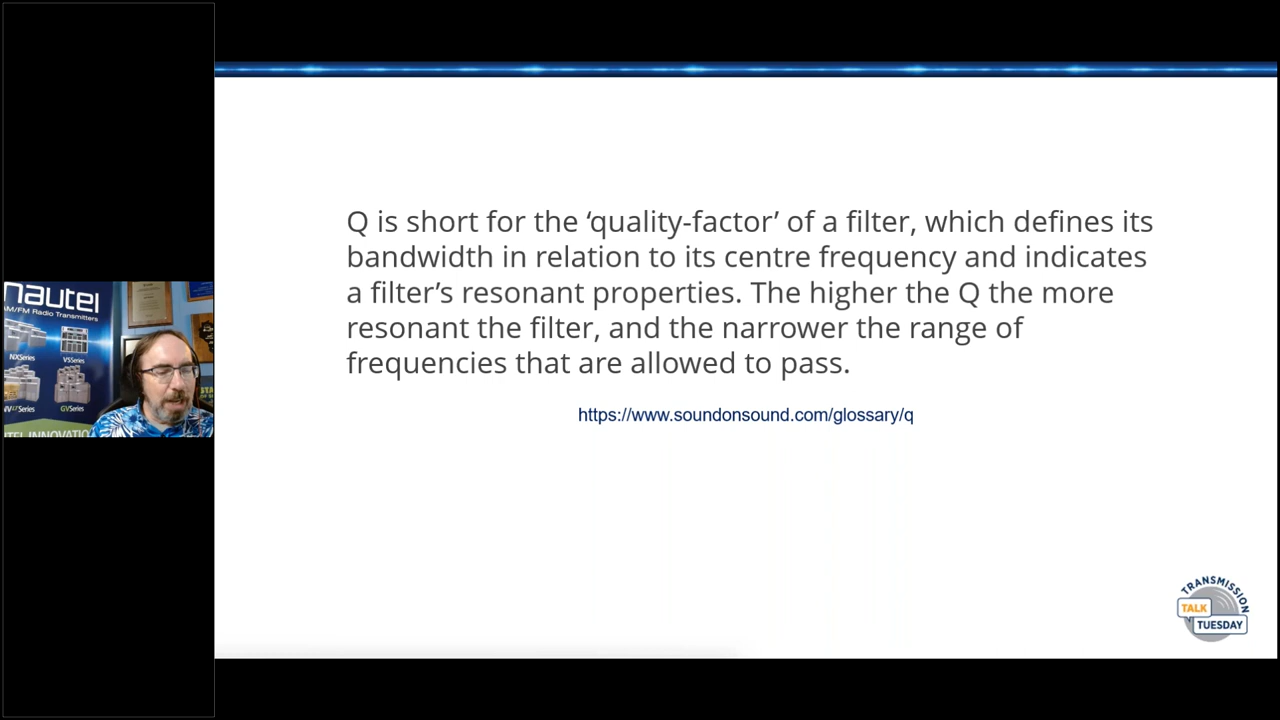 nautel
AM/FM Radio Transmitters
NXSeries
VSSeries
Series
GVSeries
Q is short for the ‘quality-factor’ of a filter, which defines its
bandwidth in relation to its centre frequency and indicates
a filter’s resonant properties. The higher the Q the more
resonant the filter, and the narrower the range of
frequencies that are allowed to pass.
https://www.soundonsound.com/glossary/q
TRANSMISSION
TALK
TUESDAY